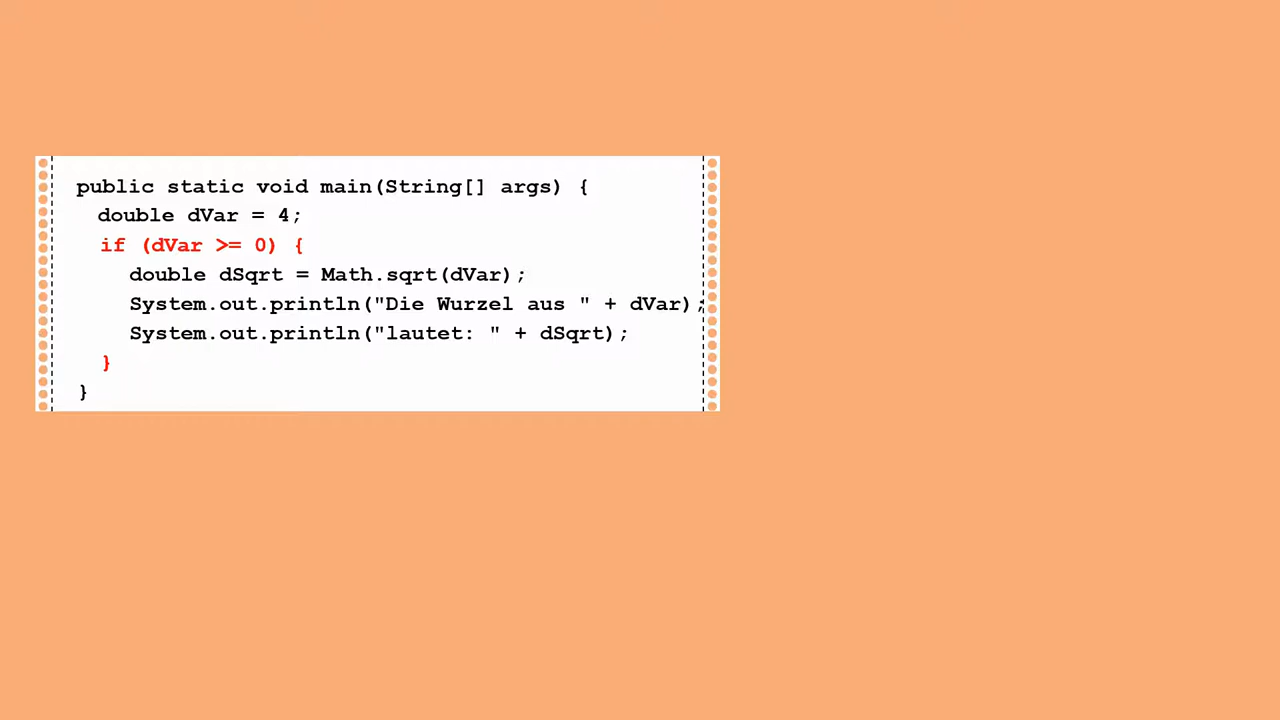 public static void main(String[] args) {
double dVar = 4;
if (dVar >= 0) {
double dSqrt = Math.sqrt(dVar);
System.out.println("Die Wurzel aus " + dVar);
System.out.println("lautet: " + dSqrt);
}
}